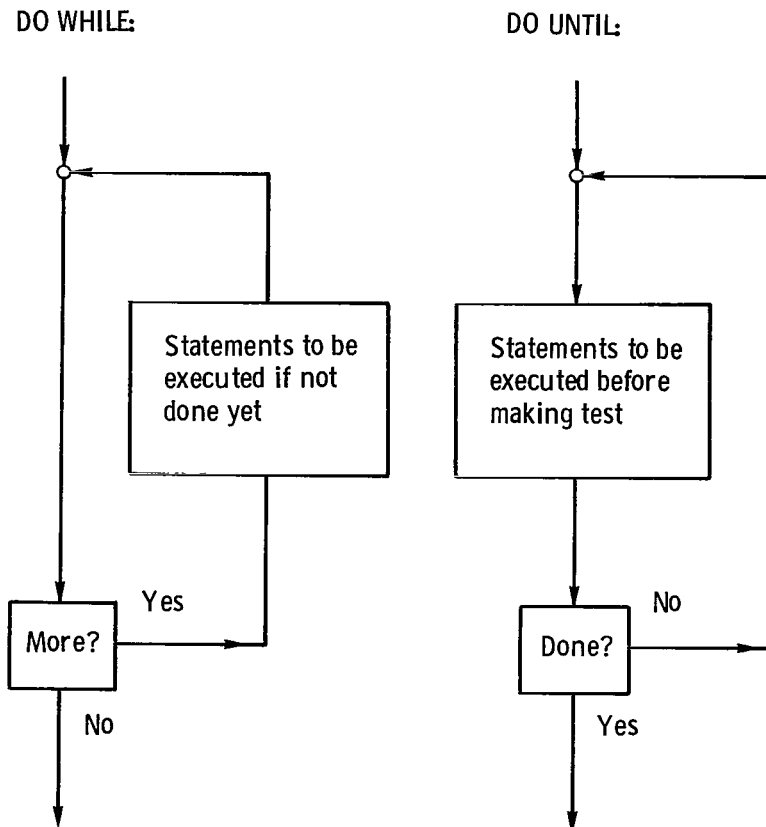 DO WHILE:
Statements to be
executed if not
done yet
Yes
More?
No
DO UNTIL:
Statements to be
executed before
making test
No
Done?
Yes